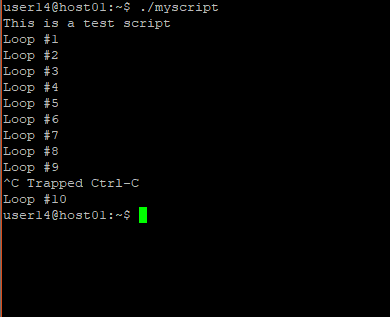 user14@host01:~$ ./myscript
This is a test script
Loop #1
Loop #2
Loop #3
Loop #4
Loop #5
Loop #6
Loop #7
Loop #8
Loop #9
^C Trapped Ctrl-C
Loop #10
user14@host01:~$